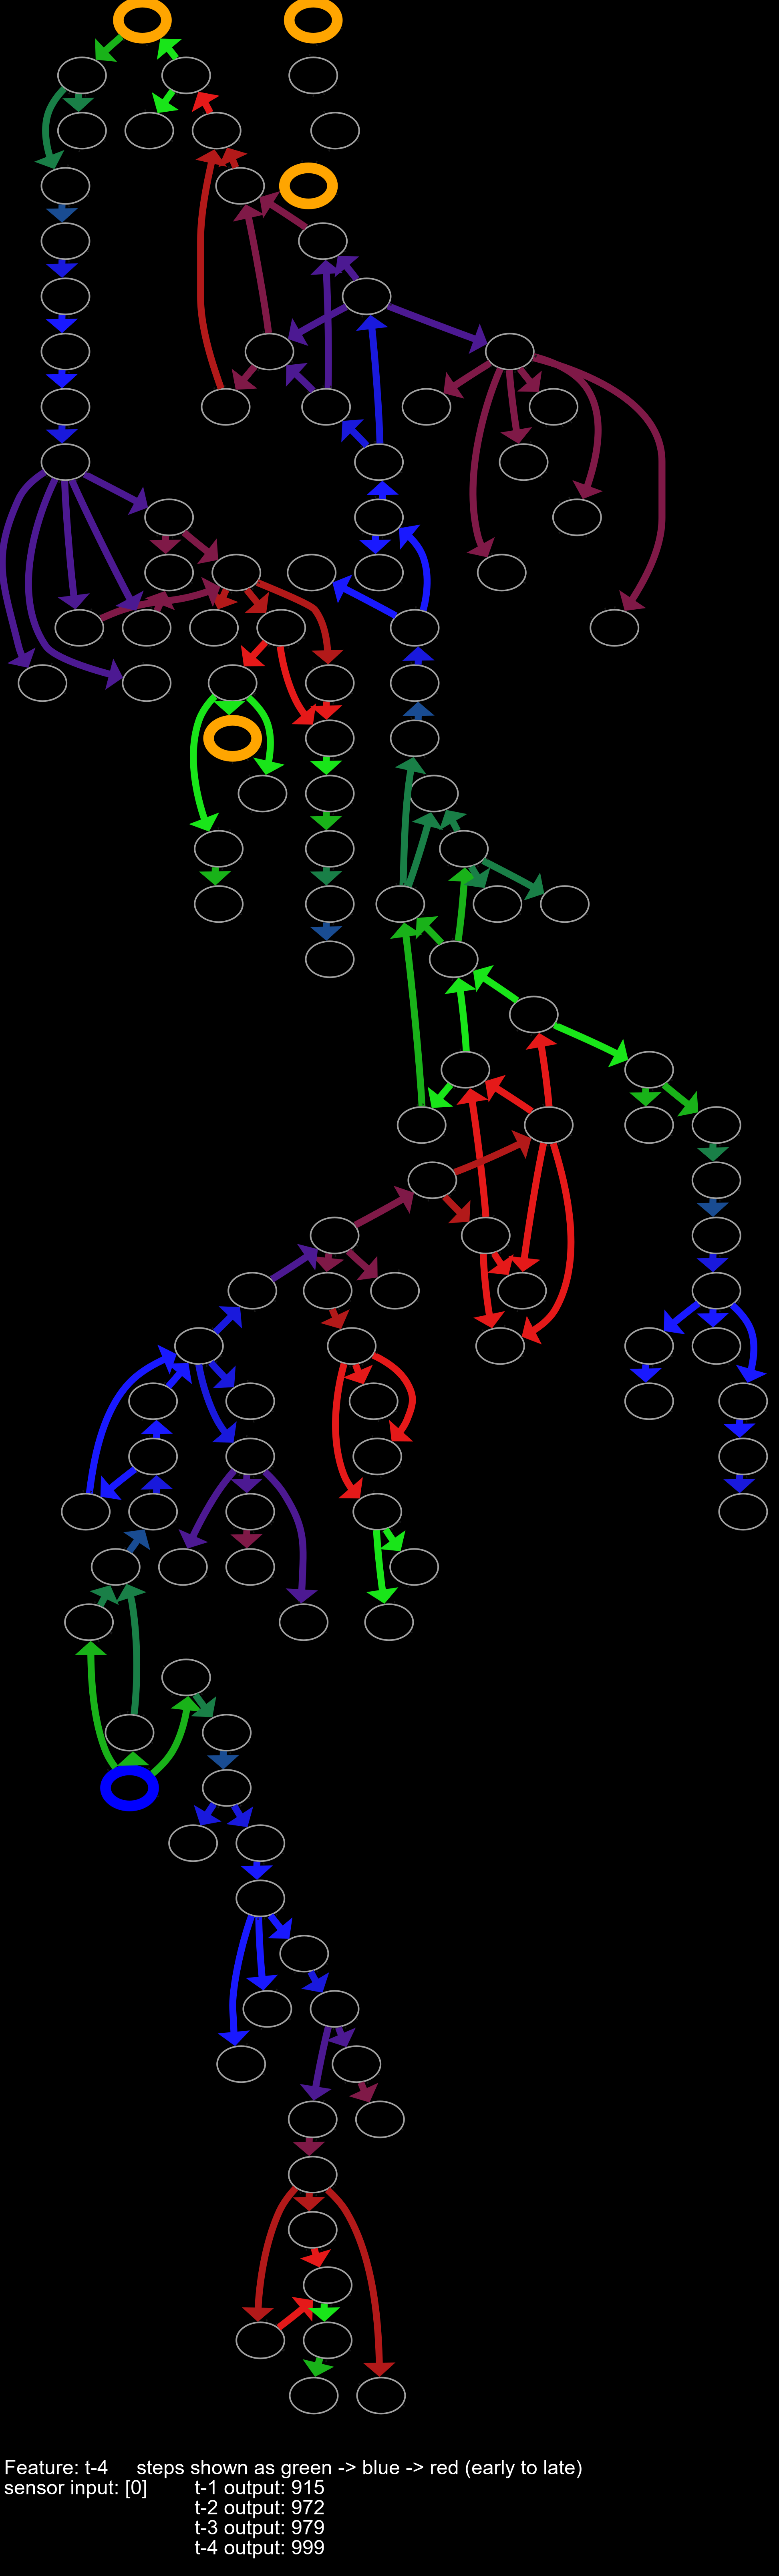 Feature: t-4 steps shown as green -> blue -> red (early to late)
sensor input: [0] t-1 output: 915
t-2 output: 972
t-3 output: 979
t-4 output: 999